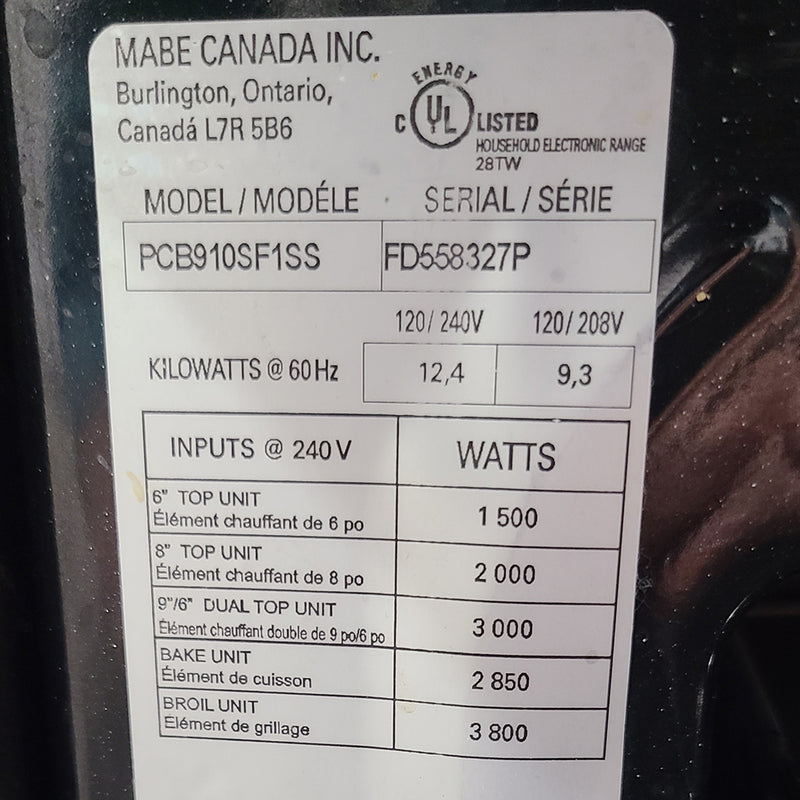 MABE CANADA INC.
Burlington, Ontario,
Canadá L7R 5B6
ENERGY
C UL LISTED
HOUSEHOLD ELECTRONIC RANGE
28TW
MODEL / MODÉLE SERIAL / SÉRIE
PCB910SF1SS FD558327P
120/ 240V 120/ 208V
KILOWATTS @ 60Hz 12,4 9,3
INPUTS @ 240V WATTS
6" TOP UNIT
Élément chauffant de 6 po 1 500
8" TOP UNIT
Élément chauffant de 8 po 2 000
9"/6" DUAL TOP UNIT
Élément chauffant double de 9 po/6 po 3 000
BAKE UNIT
Élément de cuisson 2 850
BROIL UNIT
Élément de grillage 3 800